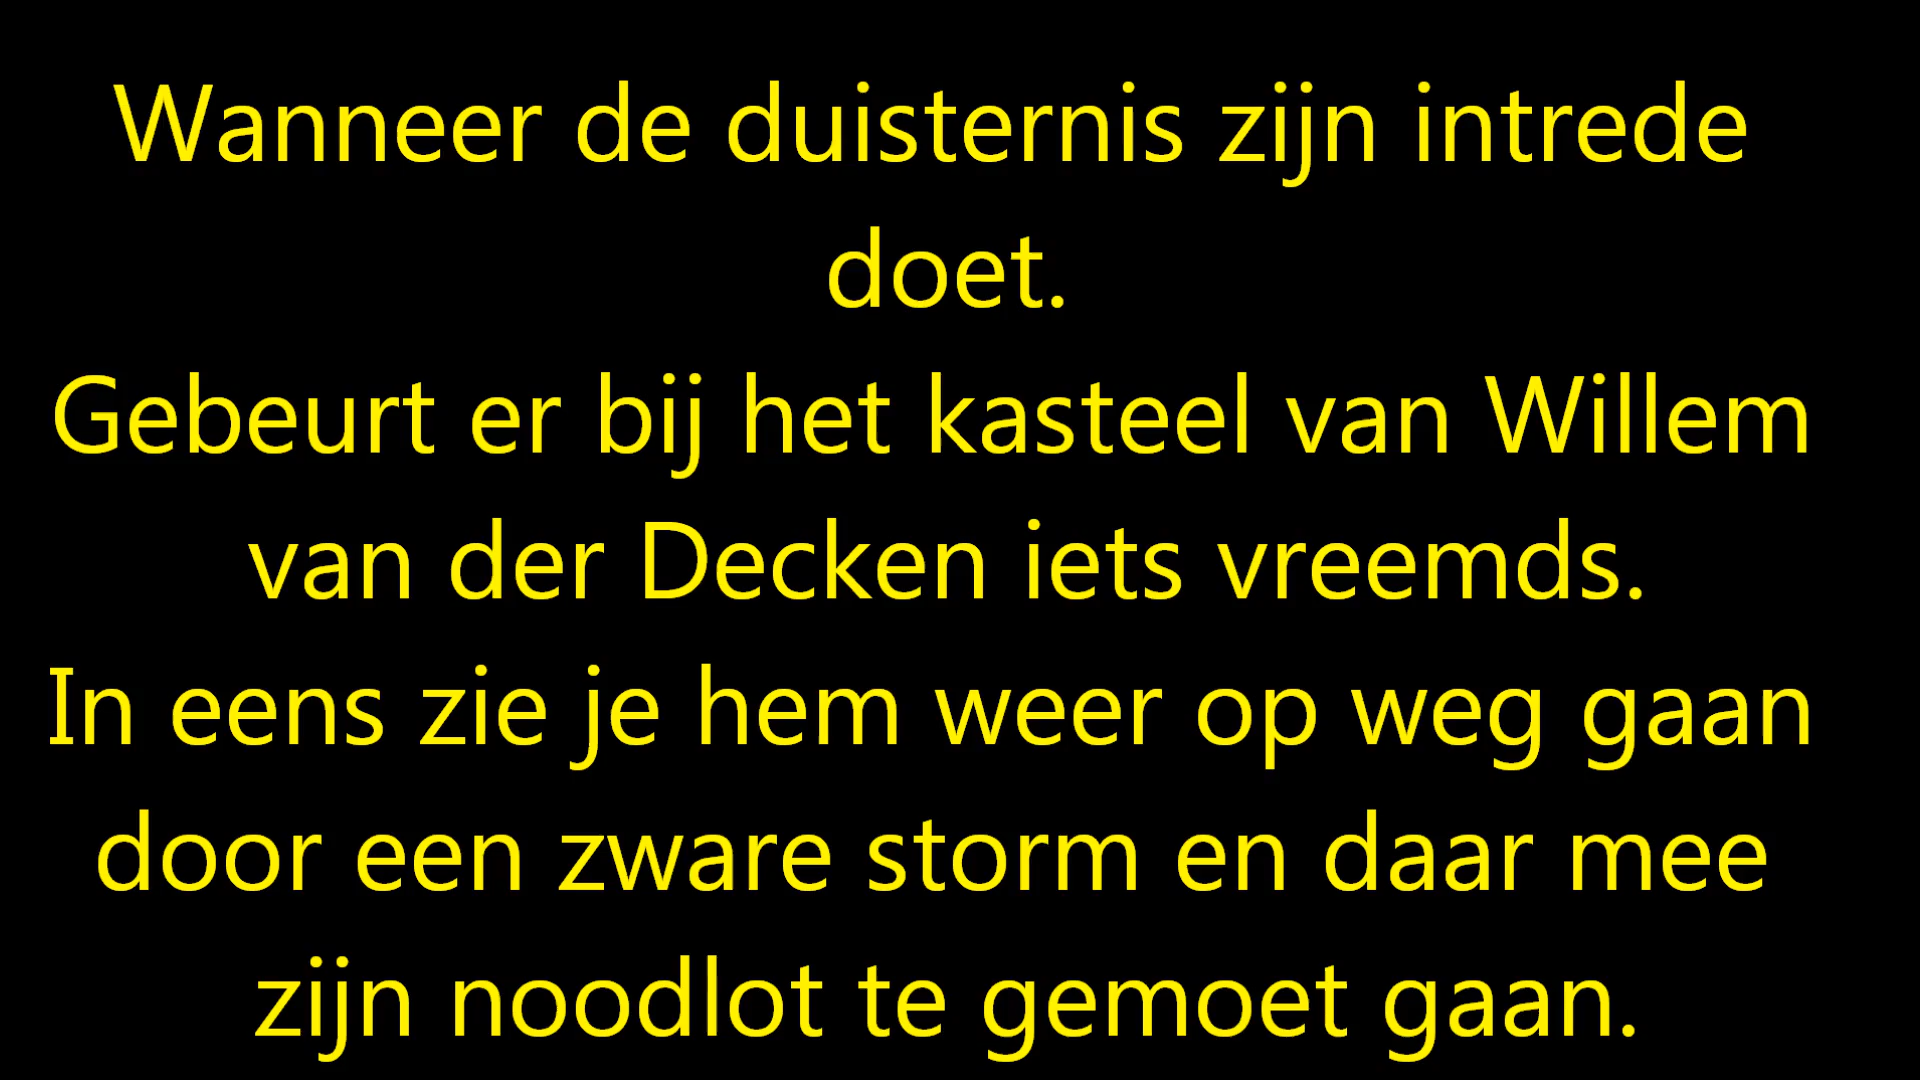 Wanneer de duisternis zijn intrede
doet.
Gebeurt er bij het kasteel van Willem
van der Decken iets vreemds.
In eens zie je hem weer op weg gaan
door een zware storm en daar mee
zijn noodlot te gemoet gaan.